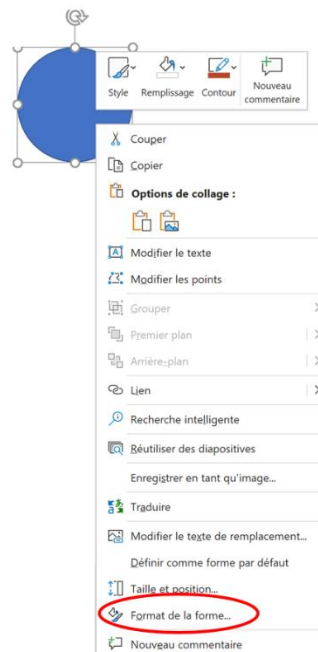 Style Remplissage Contour Nouveau commentaire
Couper
Copier
Options de collage :
Modifier le texte
Modifier les points
Grouper
Premier plan
Arrière-plan
Lien
Recherche intelligente
Réutiliser des diapositives
Enregistrer en tant qu'image...
Traduire
Modifier le texte de remplacement...
Définir comme forme par défaut
Taille et position...
Format de la forme...
Nouveau commentaire